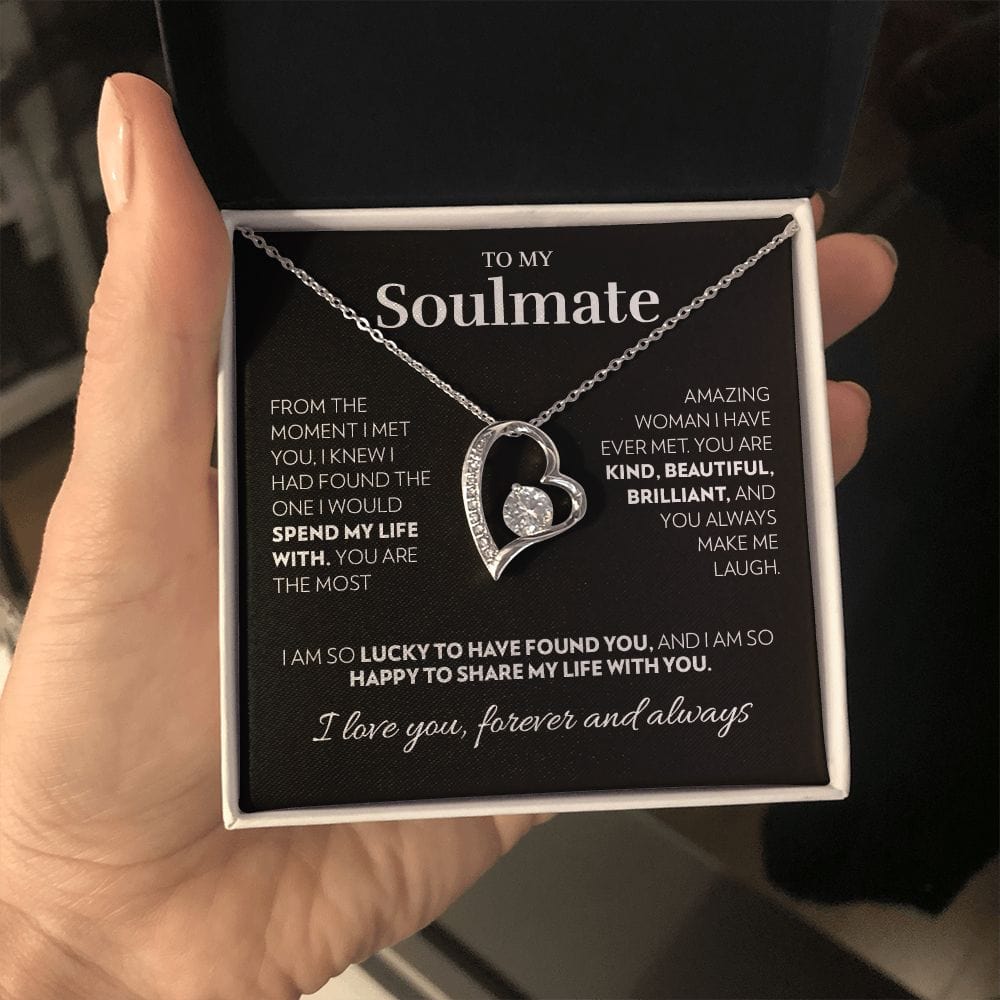 TO MY
Soulmate
FROM THE
MOMENT I MET
YOU, I KNEW I
HAD FOUND THE
ONE I WOULD
SPEND MY LIFE
WITH. YOU ARE
THE MOST
AMAZING
WOMAN I HAVE
EVER MET. YOU ARE
KIND, BEAUTIFUL,
BRILLIANT, AND
YOU ALWAYS
MAKE ME
LAUGH.
I AM SO LUCKY TO HAVE FOUND YOU, AND I AM SO
HAPPY TO SHARE MY LIFE WITH YOU.
I love you, forever and always